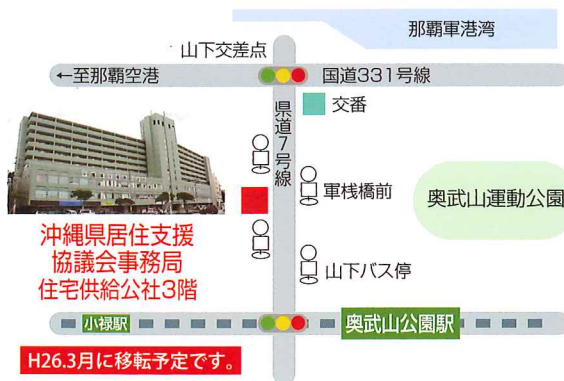 那覇軍港湾
山下交差点
←至那覇空港
国道331号線
交番
県道7号線
軍桟橋前
奥武山運動公園
沖縄県居住支援
協議会事務局
住宅供給公社3階
山下バス停
小禄駅
奥武山公園駅
H26.3月に移転予定です。